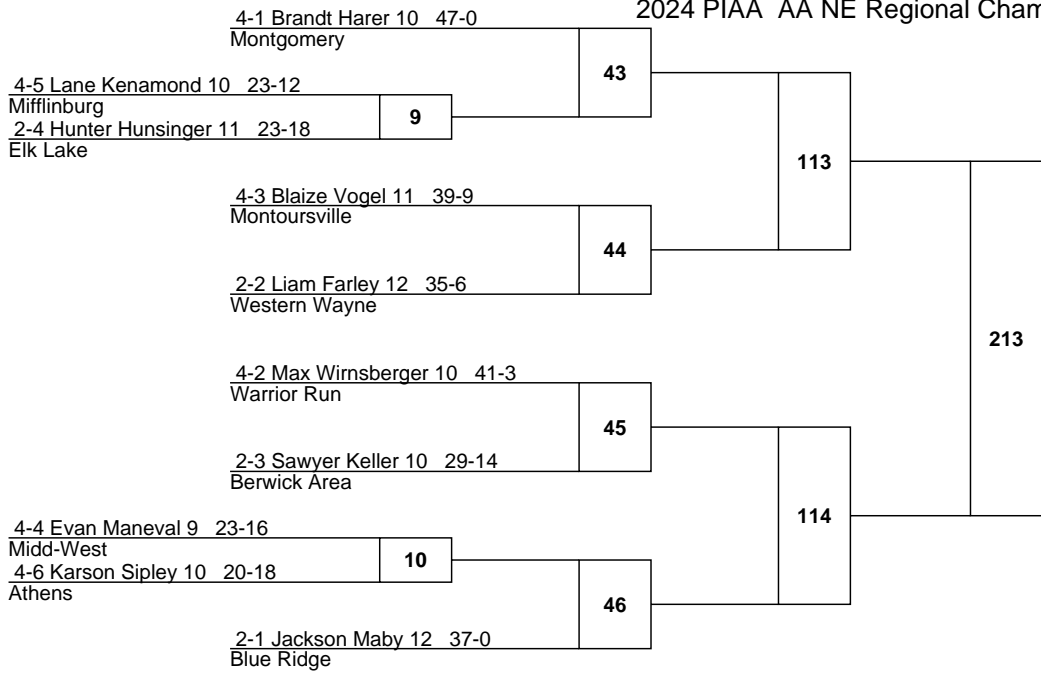 2024 PIAA AA NE Regional Cham
4-1 Brandt Harer 10 47-0
Montgomery
43
4-5 Lane Kenamond 10 23-12
Mifflinburg
9
2-4 Hunter Hunsinger 11 23-18
Elk Lake
113
4-3 Blaize Vogel 11 39-9
Montoursville
44
2-2 Liam Farley 12 35-6
Western Wayne
213
4-2 Max Wirnsberger 10 41-3
Warrior Run
45
2-3 Sawyer Keller 10 29-14
Berwick Area
114
4-4 Evan Maneval 9 23-16
Midd-West
10
4-6 Karson Sipley 10 20-18
Athens
46
2-1 Jackson Maby 12 37-0
Blue Ridge